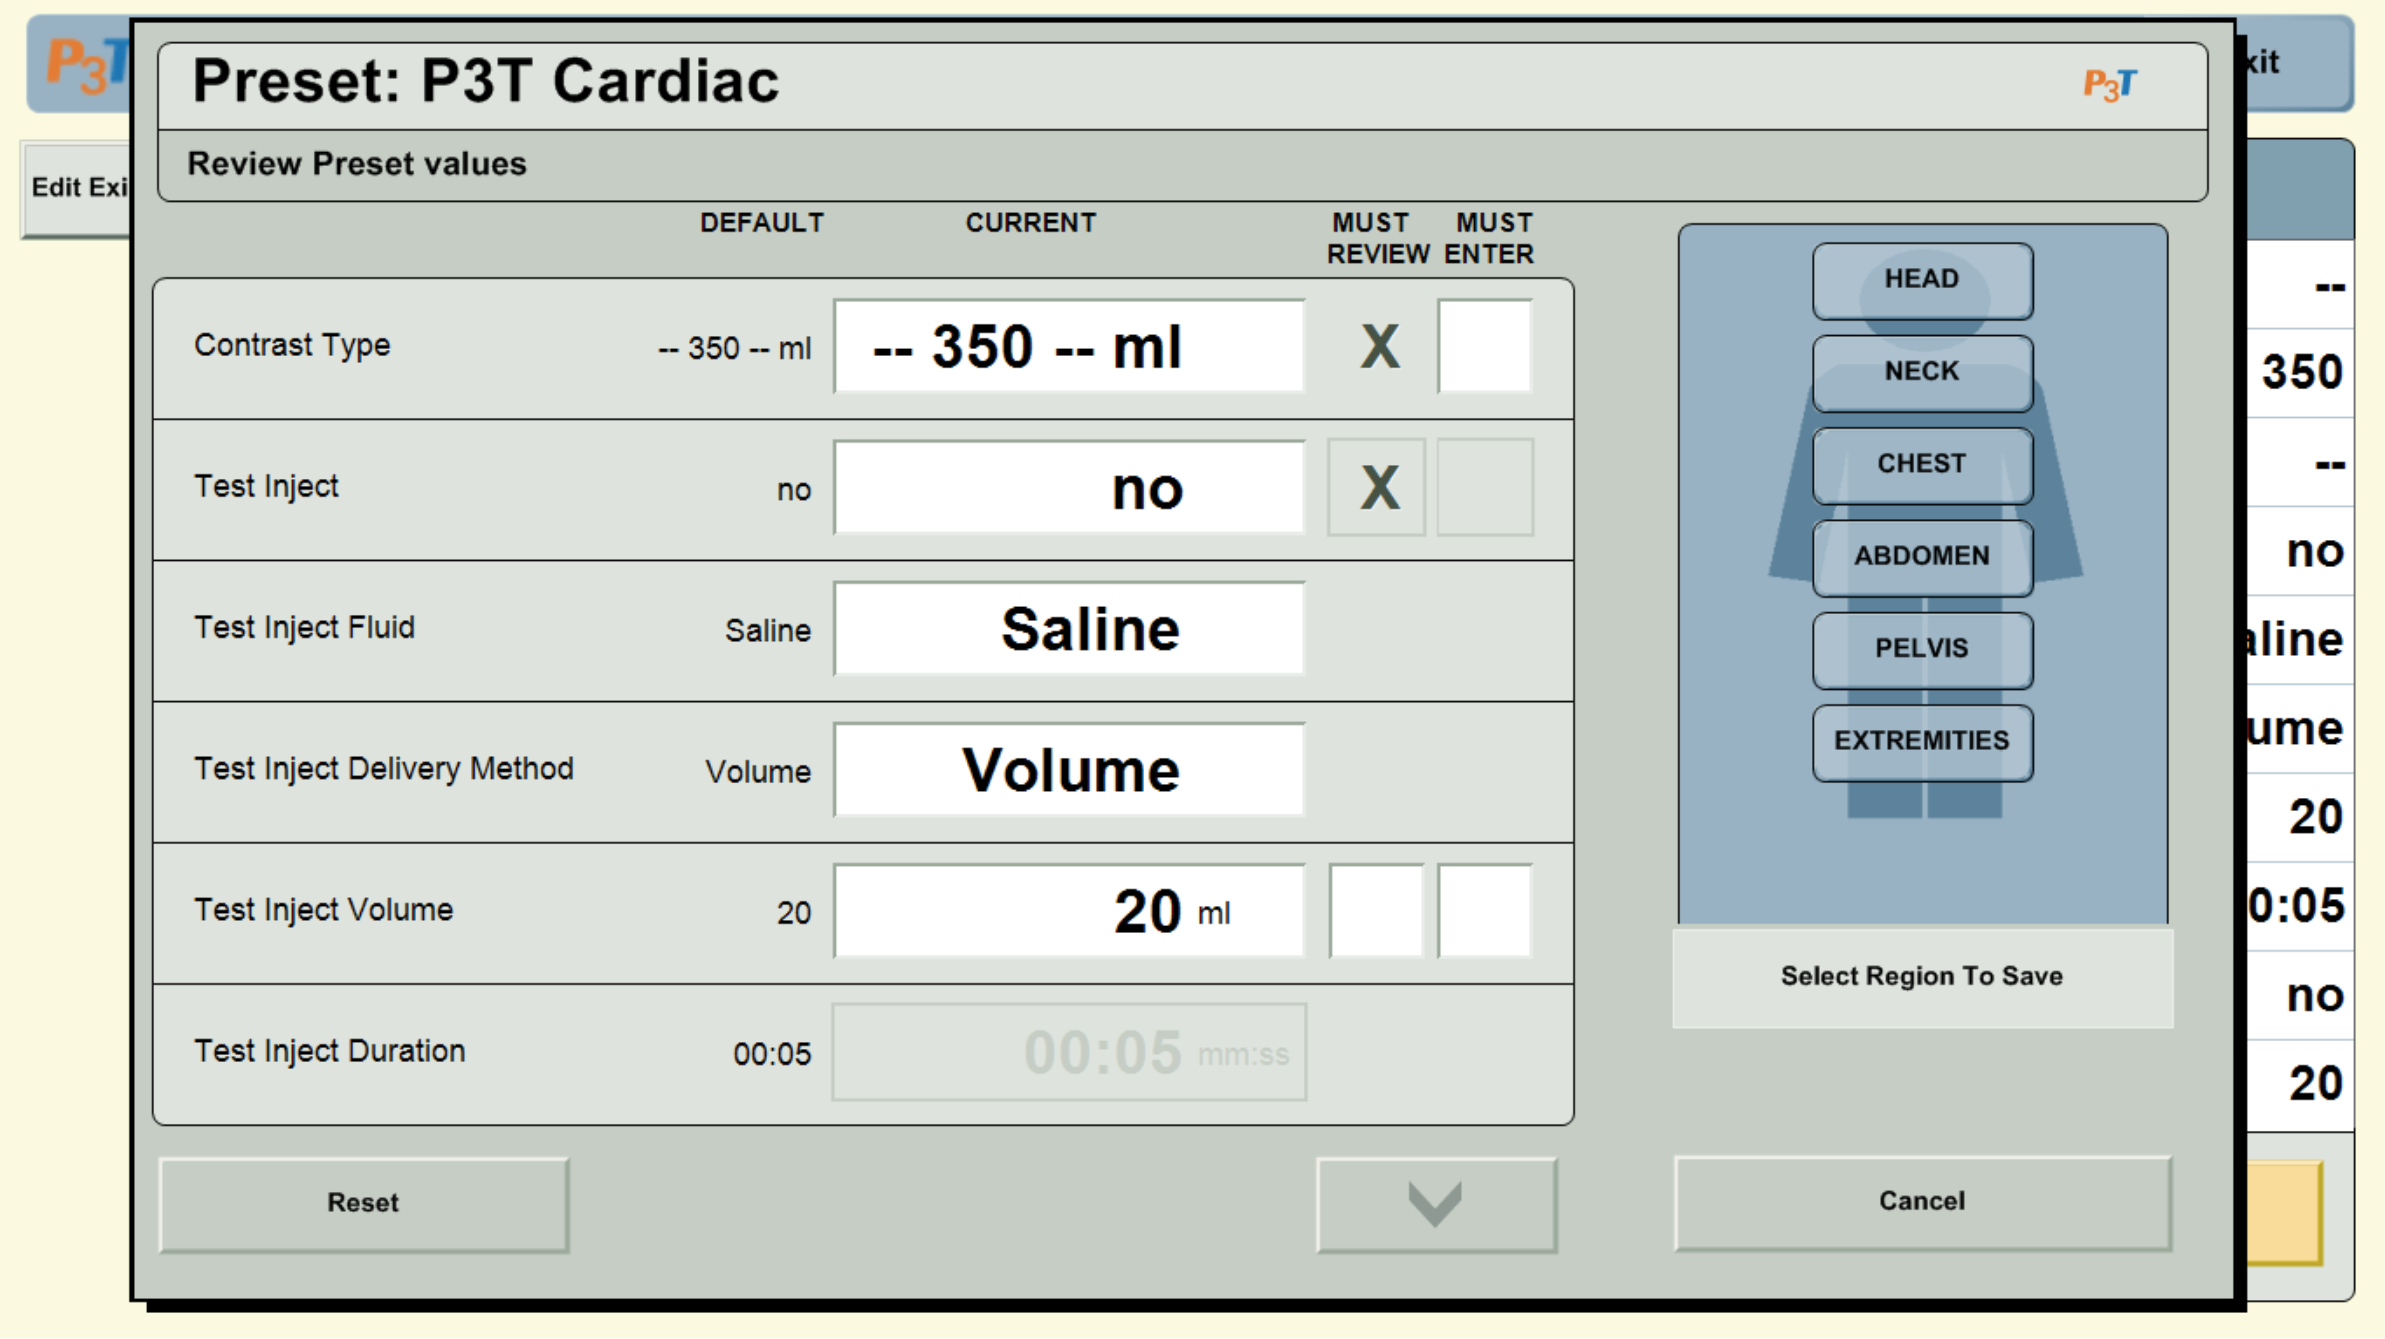 P3T
Preset: P3T Cardiac
P3T
Review Preset values
Edit Exi
xit
DEFAULT CURRENT MUST REVIEW MUST ENTER
Contrast Type -- 350 -- ml -- 350 -- ml X
Test Inject no no X
Test Inject Fluid Saline Saline
Test Inject Delivery Method Volume Volume
Test Inject Volume 20 20 ml
Test Inject Duration 00:05 00:05 mm:ss
Reset
HEAD
NECK
CHEST
ABDOMEN
PELVIS
EXTREMITIES
Select Region To Save
Cancel
--
350
--
no
aline
ume
20
0:05
no
20